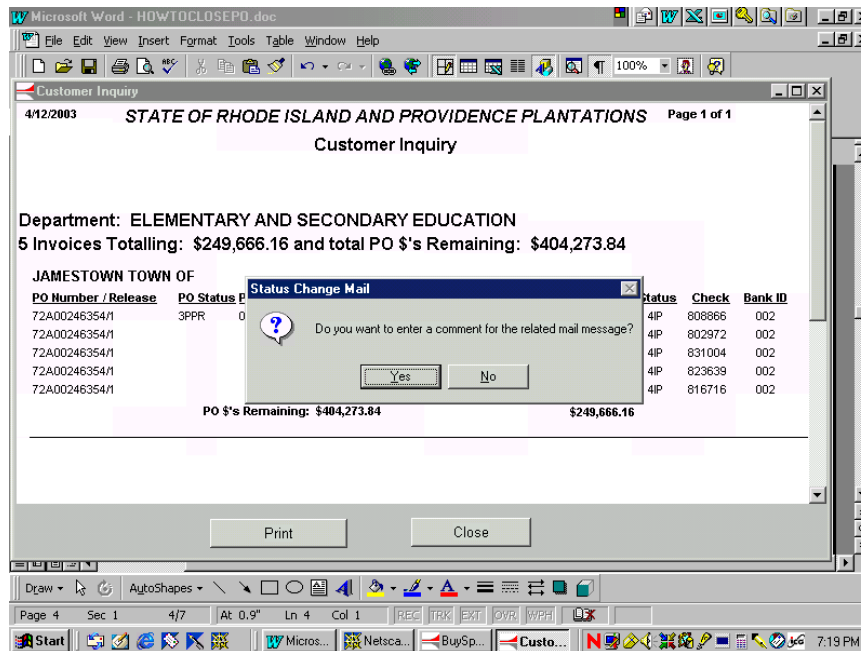 Microsoft Word - HOWTOCLOSEPO.doc
File Edit View Insert Format Tools Table Window Help
100%
Customer Inquiry
4/12/2003 STATE OF RHODE ISLAND AND PROVIDENCE PLANTATIONS Page 1 of 1
Customer Inquiry
Department: ELEMENTARY AND SECONDARY EDUCATION
5 Invoices Totalling: $249,666.16 and total PO $'s Remaining: $404,273.84
JAMESTOWN TOWN OF
Status Change Mail
PO Number / Release PO Status P Status Check Bank ID
72A00246354/1 3PPR 0 4IP 808866 002
Do you want to enter a comment for the related mail message?
72A00246354/1 4IP 802972 002
72A00246354/1 4IP 831004 002
72A00246354/1 4IP 823639 002
72A00246354/1 4IP 816716 002
Yes No
PO $'s Remaining: $404,273.84 $249,666.16
Print Close
Draw AutoShapes
Page 4 Sec 1 4/7 At 0.9" Ln 4 Col 1 REC TRK EXT OVR WPH
Start Micros... Netsca... BuySp... Custo... 7:19 PM